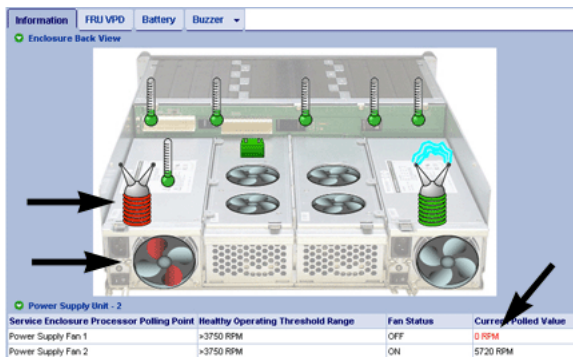 Information FRU VPD Battery Buzzer
Enclosure Back View
Power Supply Unit - 2
Service Enclosure Processor Polling Point Healthy Operating Threshold Range Fan Status Current Polled Value
Power Supply Fan 1 >3750 RPM OFF 0 RPM
Power Supply Fan 2 >3750 RPM ON 5720 RPM